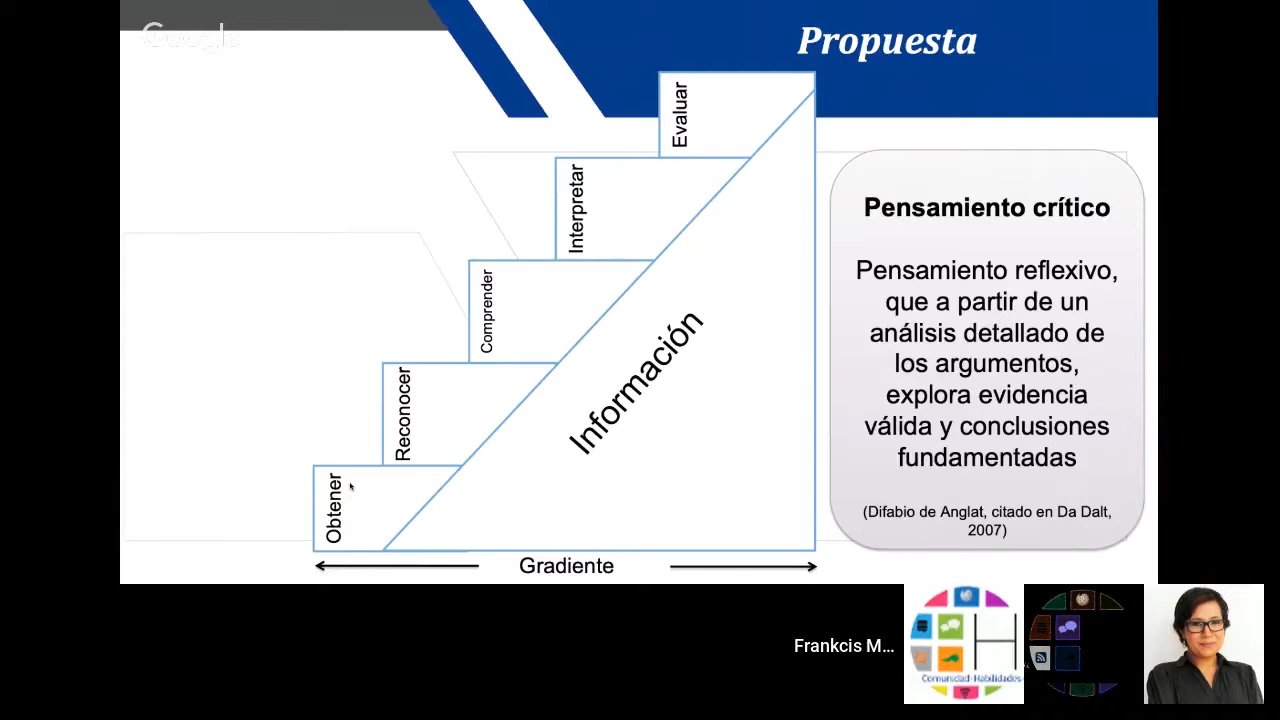 Google
Propuesta
Evaluar
Interpretar
Comprender
Reconocer
Obtener
Información
Gradiente
Pensamiento crítico
Pensamiento reflexivo,
que a partir de un
análisis detallado de
los argumentos,
explora evidencia
válida y conclusiones
fundamentadas
(Difabio de Anglat, citado en Da Dalt,
2007)
Frankcis M...
H
Comunidad-Habilidades-